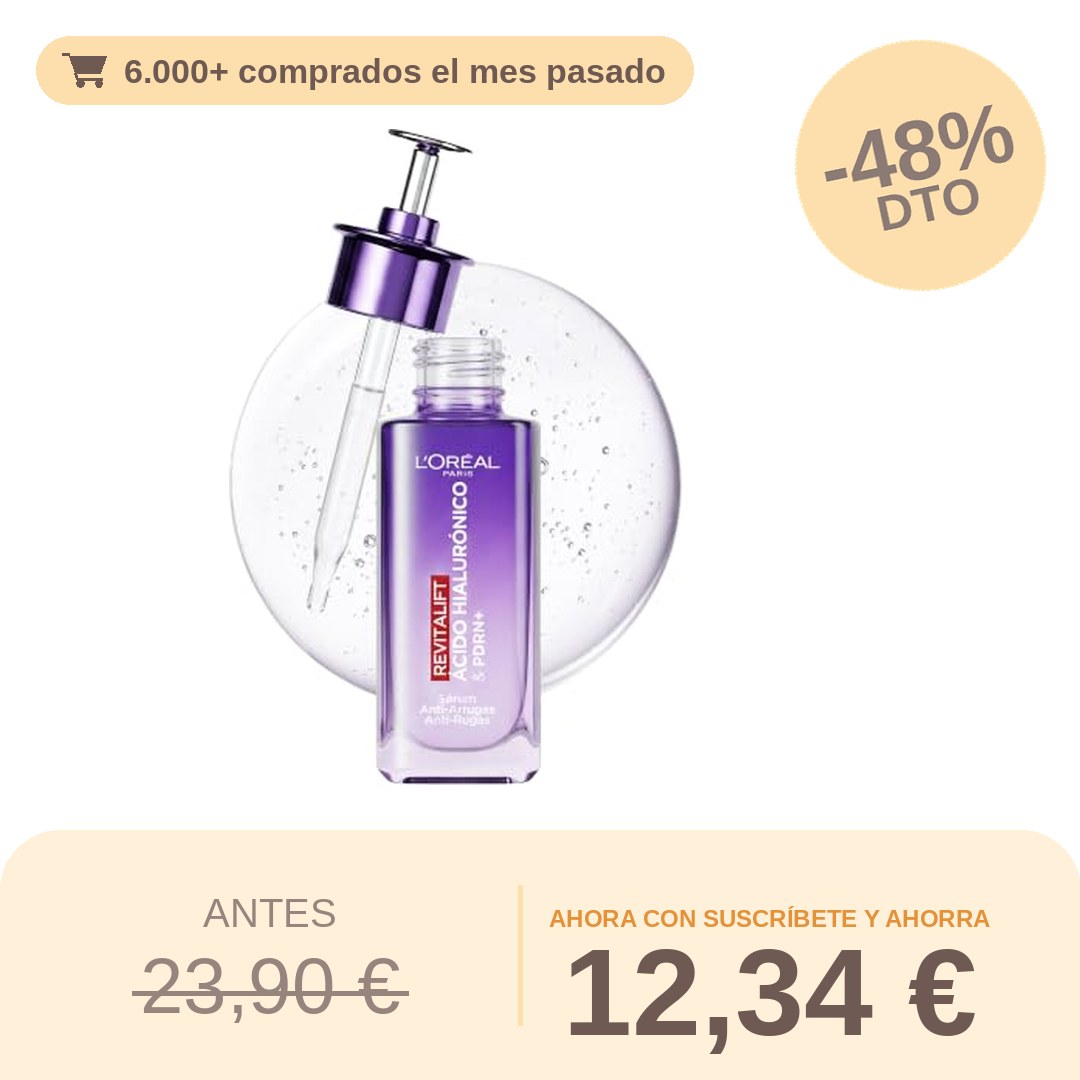 6.000+ comprados el mes pasado
-48%
DTO
L'ORÉAL
PARIS
REVITALIFT
ÁCIDO HIALURÓNICO
& PDRN+
Sérum
Anti-Arrugas
Anti-Rugas
ANTES
23,90 €
AHORA CON SUSCRÍBETE Y AHORRA
12,34 €